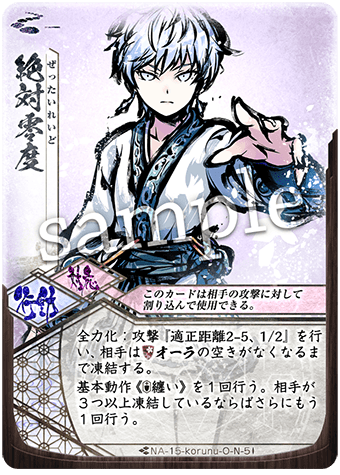 絶対零度
ぜったいれいど
sample
行動
対応
このカードは相手の攻撃に対して
割り込んで使用できる。
全力化：攻撃『適正距離2-5、1/2』を行
い、相手はオーラの空きがなくなるま
で凍結する。
基本動作《纏い》を１回行う。相手が
３つ以上凍結しているならばさらにもう
１回行う。
NA-15-korunu-O-N-5